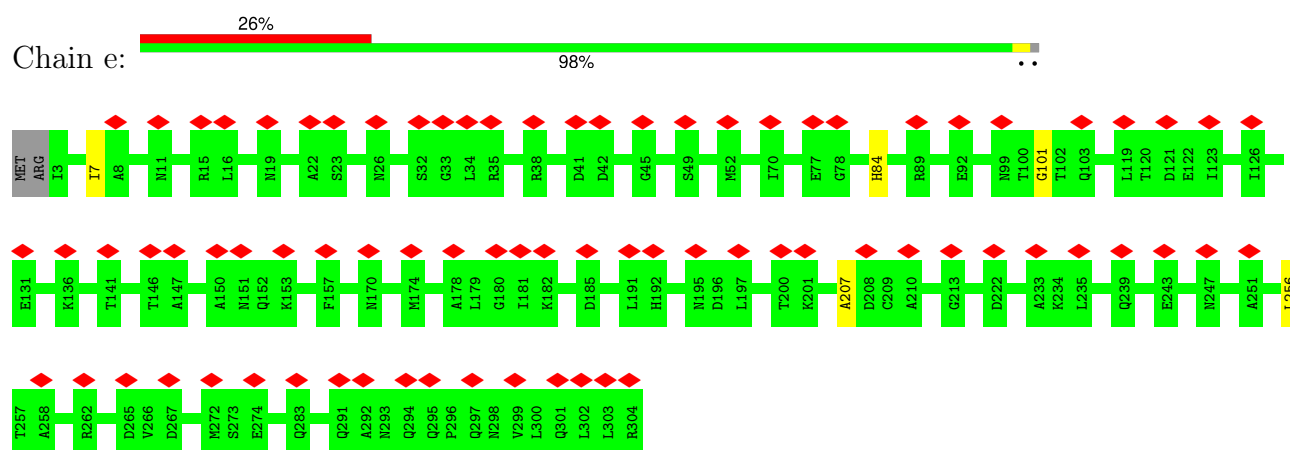 26%
Chain e:
98%
MET ARG I3 I7 A8 N11 R15 L16 N19 A22 S23 N26 S32 G33 L34 R35 R38 D41 D42 G45 S49 M52 I70 E77 G78 H84 R89 E92 N99 T100 G101 T102 Q103 L119 T120 D121 E122 I123 I126
E131 K136 T141 T146 A147 A150 N151 Q152 K153 F157 N170 M174 A178 L179 G180 I181 K182 D185 L191 H192 N195 D196 L197 T200 K201 A207 D208 C209 A210 G213 D222 A233 K234 L235 Q239 E243 N247 A251 L256
T257 A258 R262 D265 V266 D267 M272 S273 E274 Q283 Q291 A292 N293 Q294 Q295 P296 Q297 N298 V299 L300 Q301 L302 L303 R304